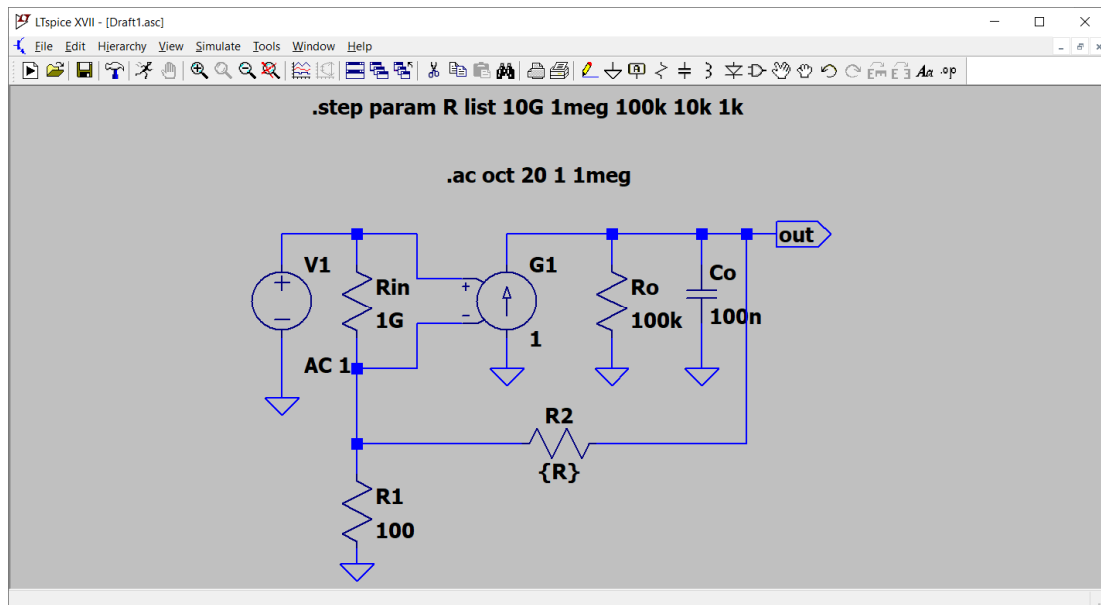 LTspice XVII - [Draft1.asc]
File Edit Hierarchy View Simulate Tools Window Help
.step param R list 10G 1meg 100k 10k 1k
.ac oct 20 1 1meg
out
V1
G1
Rin
+
Ro
Co
1G
-
100k
100n
AC 1
1
R2
{R}
R1
100